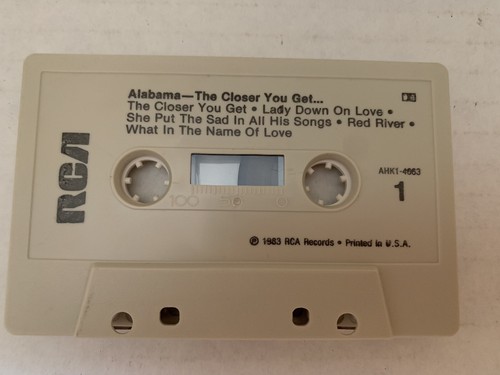 Alabama—The Closer You Get...
The Closer You Get • Lady Down On Love •
She Put The Sad In All His Songs • Red River •
What In The Name Of Love
RCA
AHK1-4663
1
100
℗ 1983 RCA Records • Printed in U.S.A.